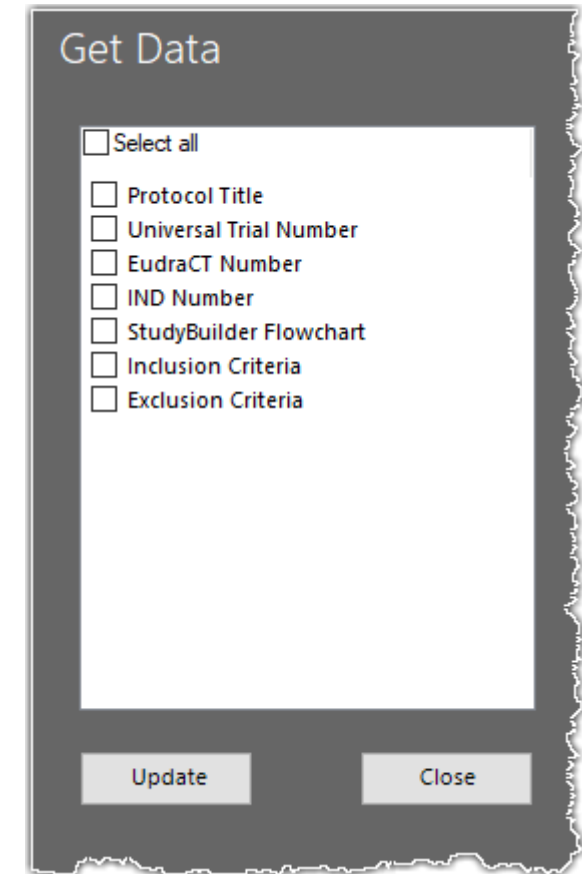 Get Data
Select all
Protocol Title
Universal Trial Number
EudraCT Number
IND Number
StudyBuilder Flowchart
Inclusion Criteria
Exclusion Criteria
Update Close